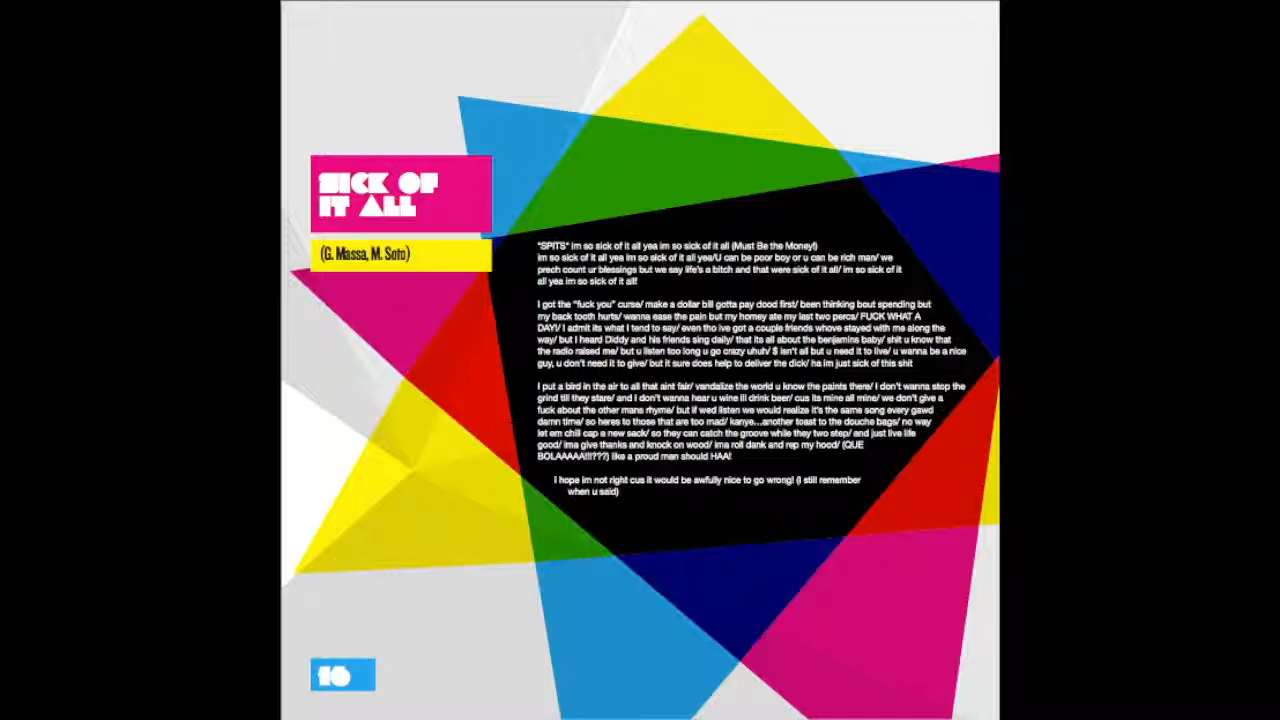 SICK OF
IT ALL
(G. Massa, M. Soto)
*SPITS* im so sick of it all yea im so sick of it all (Must Be the Money!)
im so sick of it all yea im so sick of it all yea/U can be poor boy or u can be rich man/ we
prech count ur blessings but we say life's a bitch and that were sick of it all/ im so sick of it
all yea im so sick of it all!
I got the "fuck you" curse/ make a dollar bill gotta pay dood first/ been thinking bout spending but
my back tooth hurts/ wanna ease the pain but my homey ate my last two percs/ FUCK WHAT A
DAY!/ I admit its what I tend to say/ even tho ive got a couple friends whove stayed with me along the
way/ but I heard Diddy and his friends sing daily/ that its all about the benjamins baby/ shit u know that
the radio raised me/ but u listen too long u go crazy uhuh/ $ isn't all but u need it to live/ u wanna be a nice
guy, u don't need it to give/ but it sure does help to deliver the dick/ ha im just sick of this shit
I put a bird in the air to all that aint fair/ vandalize the world u know the paints there/ I don't wanna stop the
grind till they stare/ and I don't wanna hear u wine ill drink beer/ cus its mine all mine/ we don't give a
fuck about the other mans rhyme/ but if wed listen we would realize it's the same song every gawd
damn time/ so heres to those that are too mad/ kanye...another toast to the douche bags/ no way
let em chill cap a new sack/ so they can catch the groove while they two step/ and just live life
good/ ima give thanks and knock on wood/ ima roll dank and rep my hood/ (QUE
BOLAAAAA!!!???) like a proud man should HAA!
I hope im not right cus it would be awfully nice to go wrong! (I still remember
when u said)
16